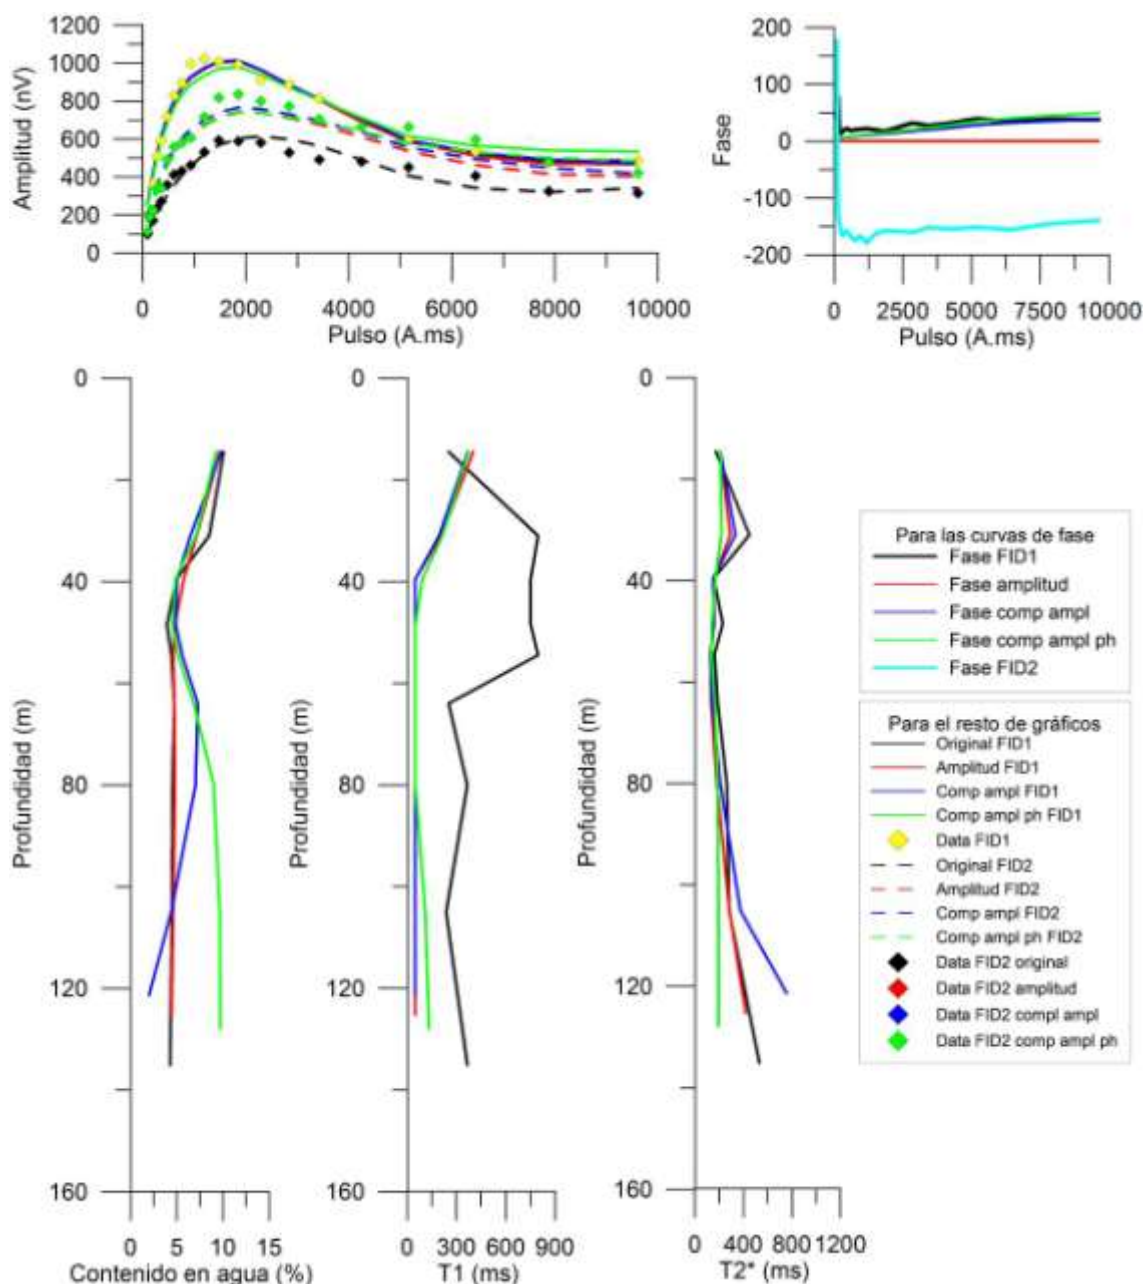 1200
1000
800
600
400
200
0
Amplitud (nV)
0 2000 4000 6000 8000 10000
Pulso (A.ms)
200
100
0
-100
-200
Fase
0 2500 5000 7500 10000
Pulso (A.ms)
0
40
80
120
160
Profundidad (m)
0 5 10 15
Contenido en agua (%)
0
40
80
120
160
Profundidad (m)
0 300 600 900
T1 (ms)
0
40
80
120
160
Profundidad (m)
0 400 800 1200
T2* (ms)
Para las curvas de fase
Fase FID1
Fase amplitud
Fase comp ampl
Fase comp ampl ph
Fase FID2
Para el resto de gráficos
Original FID1
Amplitud FID1
Comp ampl FID1
Comp ampl ph FID1
Data FID1
Original FID2
Amplitud FID2
Comp ampl FID2
Comp ampl ph FID2
Data FID2 original
Data FID2 amplitud
Data FID2 compl ampl
Data FID2 comp ampl ph